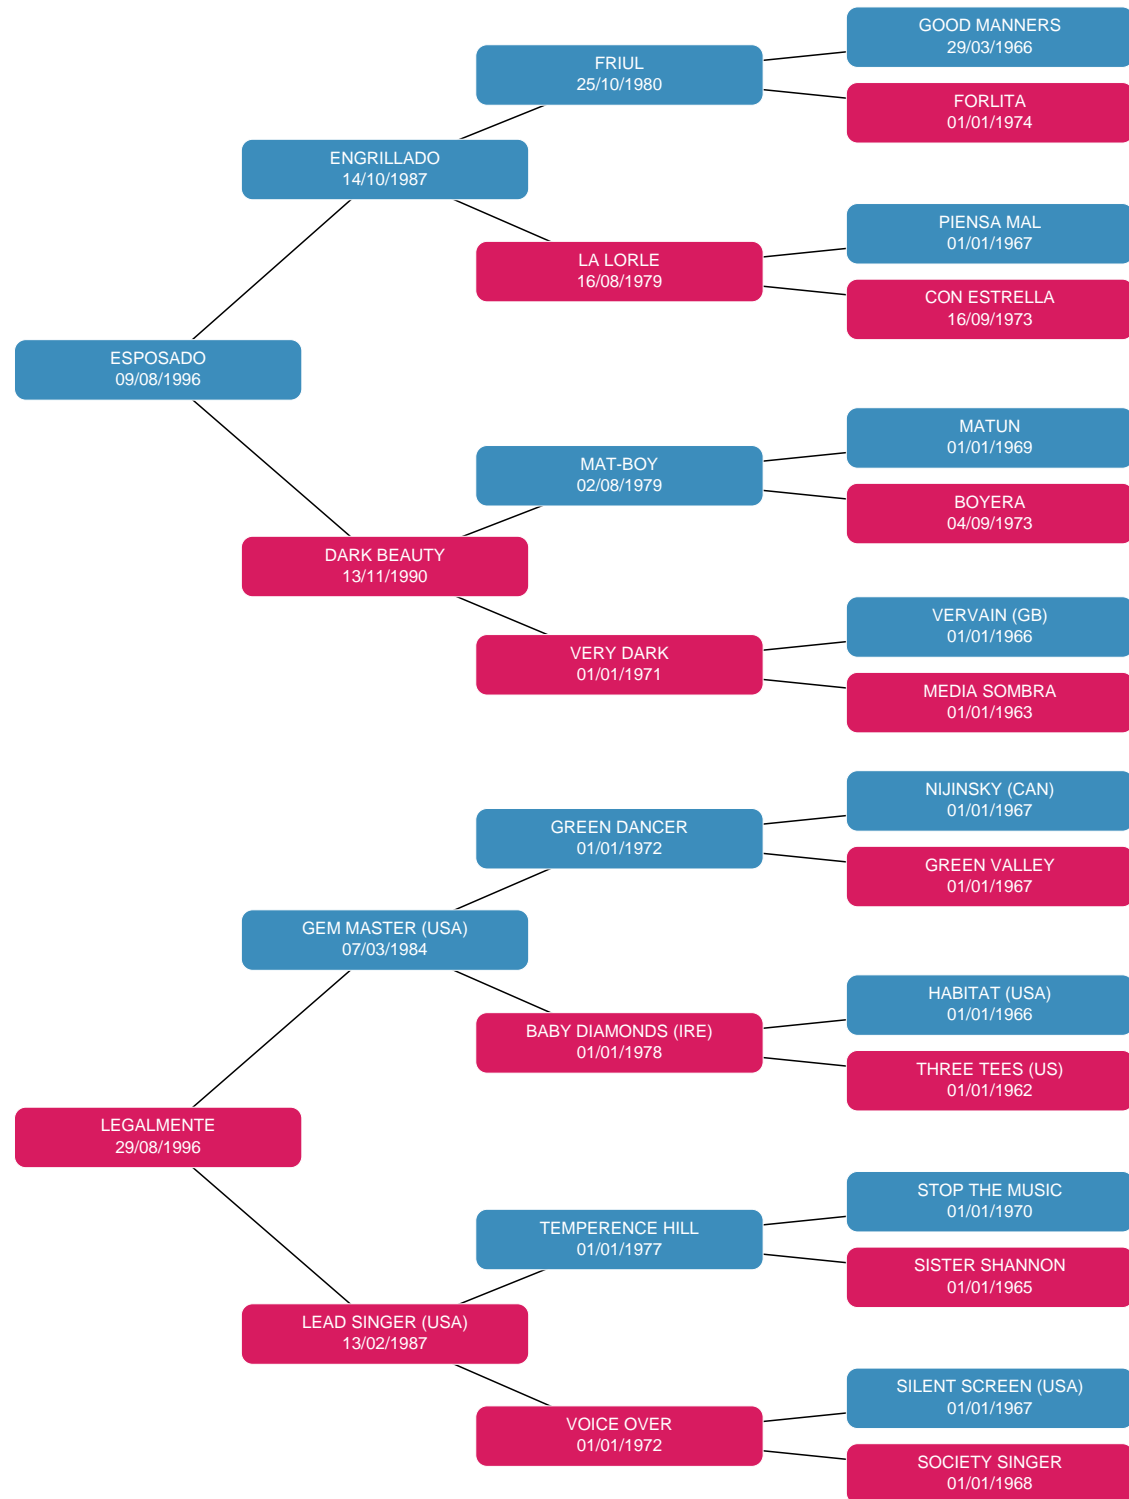 GOOD MANNERS
29/03/1966
FRIUL
25/10/1980
FORLITA
01/01/1974
ENGRILLADO
14/10/1987
PIENSA MAL
01/01/1967
LA LORLE
16/08/1979
CON ESTRELLA
16/09/1973
ESPOSADO
09/08/1996
MATUN
01/01/1969
MAT-BOY
02/08/1979
BOYERA
04/09/1973
DARK BEAUTY
13/11/1990
VERVAIN (GB)
01/01/1966
VERY DARK
01/01/1971
MEDIA SOMBRA
01/01/1963
NIJINSKY (CAN)
01/01/1967
GREEN DANCER
01/01/1972
GREEN VALLEY
01/01/1967
GEM MASTER (USA)
07/03/1984
HABITAT (USA)
01/01/1966
BABY DIAMONDS (IRE)
01/01/1978
THREE TEES (US)
01/01/1962
LEGALMENTE
29/08/1996
STOP THE MUSIC
01/01/1970
TEMPERENCE HILL
01/01/1977
SISTER SHANNON
01/01/1965
LEAD SINGER (USA)
13/02/1987
SILENT SCREEN (USA)
01/01/1967
VOICE OVER
01/01/1972
SOCIETY SINGER
01/01/1968